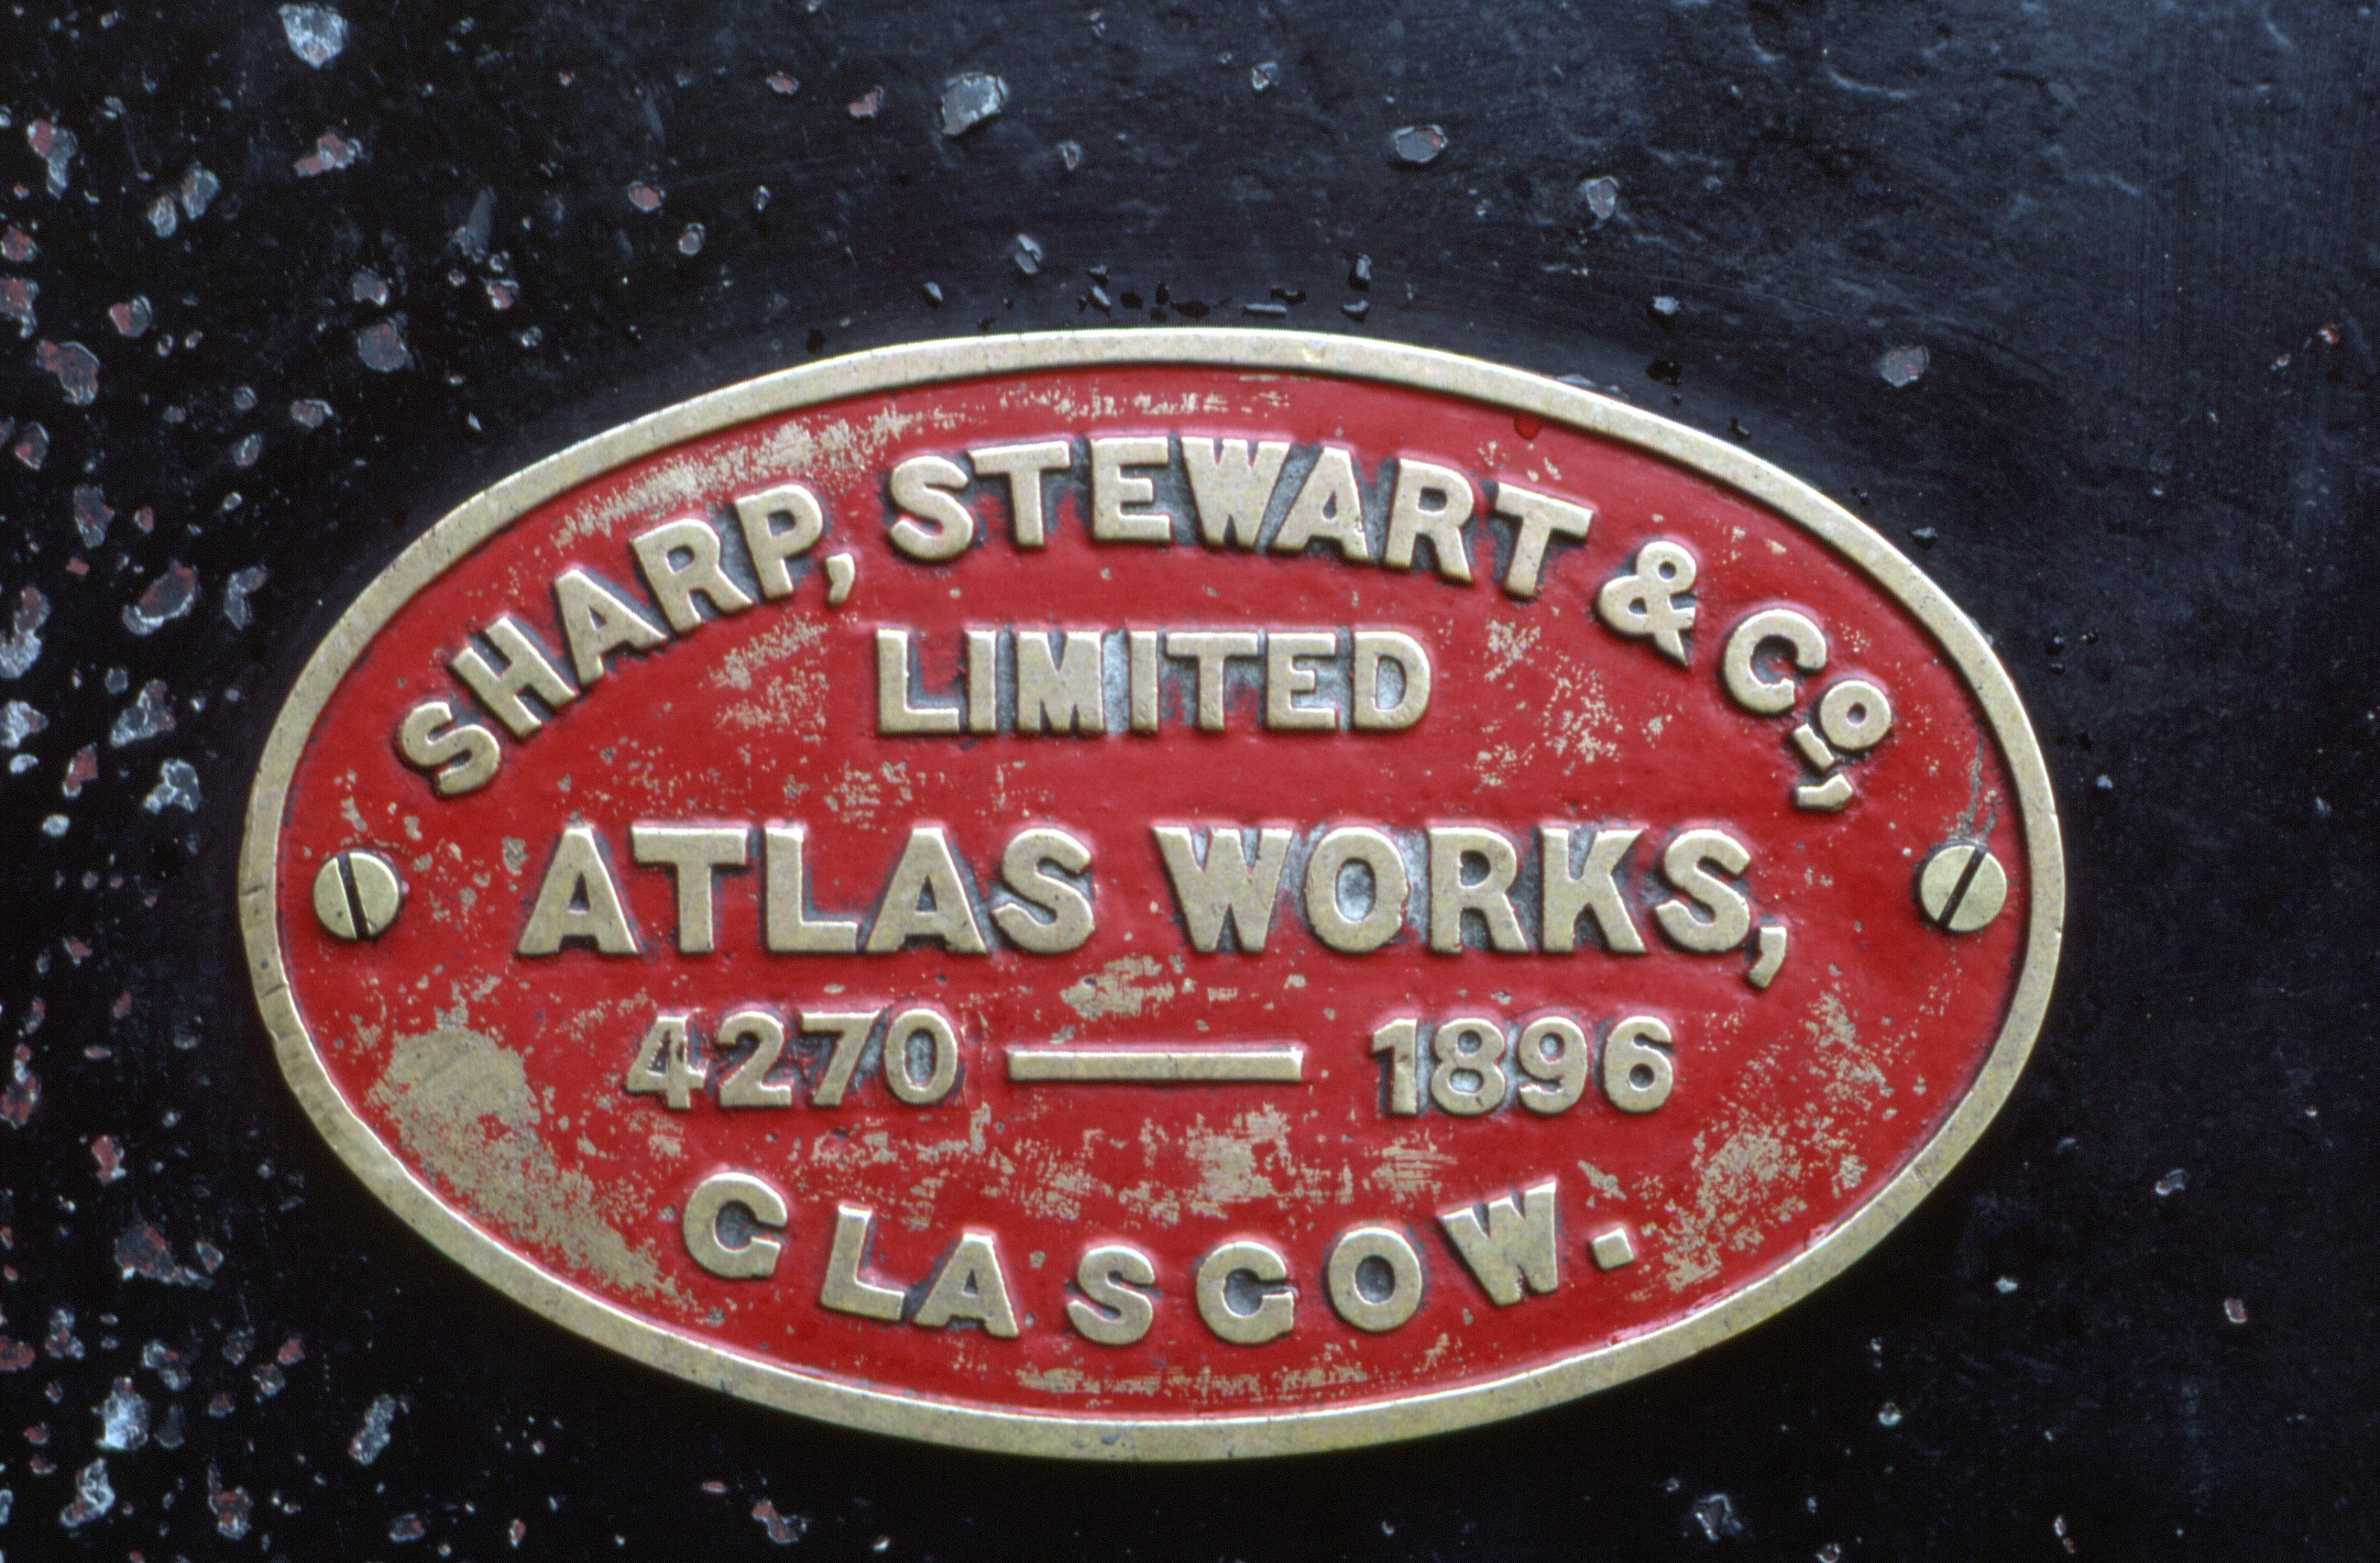 SHARP, STEWART & Cº.,
LIMITED
ATLAS WORKS,
4270 — 1896
GLASGOW.